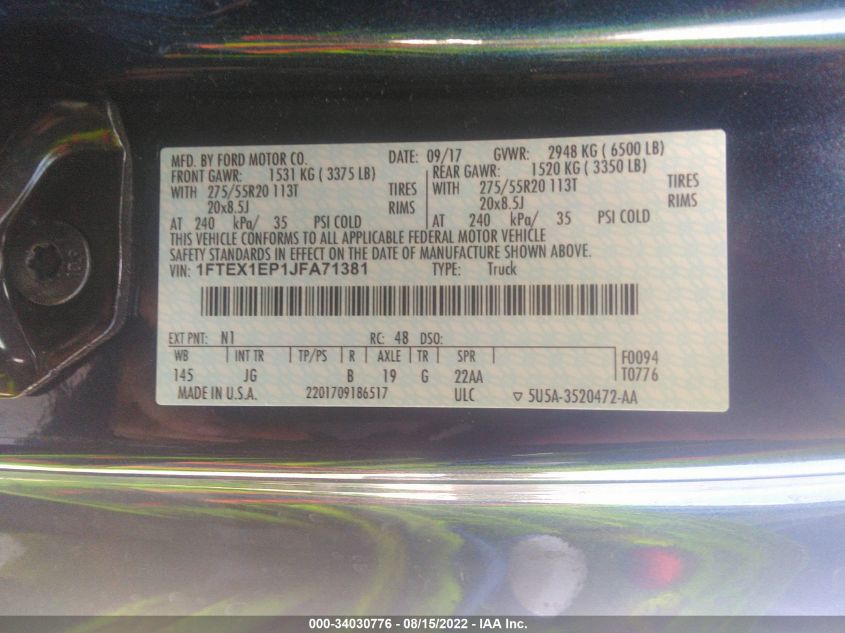 MFD. BY FORD MOTOR CO. DATE: 09/17 GVWR: 2948 KG ( 6500 LB)
FRONT GAWR: 1531 KG ( 3375 LB) REAR GAWR: 1520 KG ( 3350 LB)
WITH 275/55R20 113T TIRES WITH 275/55R20 113T TIRES
20x8.5J RIMS 20x8.5J RIMS
AT 240 kPa/ 35 PSI COLD AT 240 kPa/ 35 PSI COLD
THIS VEHICLE CONFORMS TO ALL APPLICABLE FEDERAL MOTOR VEHICLE
SAFETY STANDARDS IN EFFECT ON THE DATE OF MANUFACTURE SHOWN ABOVE.
VIN: 1FTEX1EP1JFA71381 TYPE: Truck
EXT PNT: N1 RC: 48 DSO:
WB INT TR TP/PS R AXLE TR SPR F0094
145 JG B 19 G 22AA T0776
MADE IN U.S.A. 2201709186517 ULC ▽ 5U5A-3520472-AA
000-34030776 - 08/15/2022 - IAA Inc.